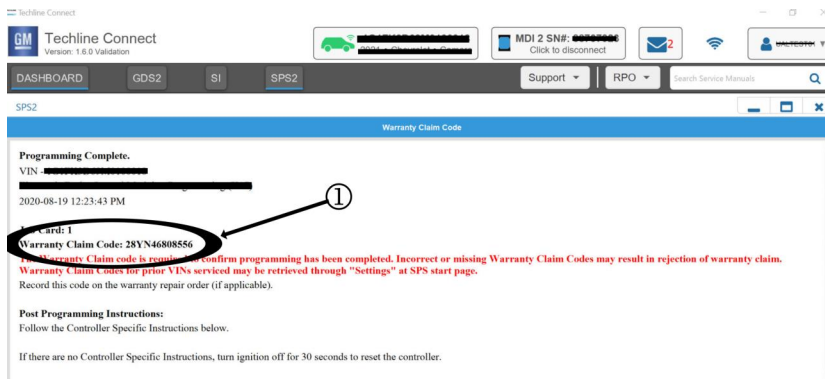 Techline Connect
GM
Techline Connect
Version: 1.6.0 Validation
MDI 2 SN#:
Click to disconnect
2
DASHBOARD GDS2 SI SPS2 Support RPO Search Service Manuals
SPS2
Warranty Claim Code
Programming Complete.
VIN -
2020-08-19 12:23:43 PM
1
Card: 1
Warranty Claim Code: 28YN46808556
The Warranty Claim code is required to confirm programming has been completed. Incorrect or missing Warranty Claim Codes may result in rejection of warranty claim.
Warranty Claim Codes for prior VINs serviced may be retrieved through "Settings" at SPS start page.
Record this code on the warranty repair order (if applicable).
Post Programming Instructions:
Follow the Controller Specific Instructions below.
If there are no Controller Specific Instructions, turn ignition off for 30 seconds to reset the controller.